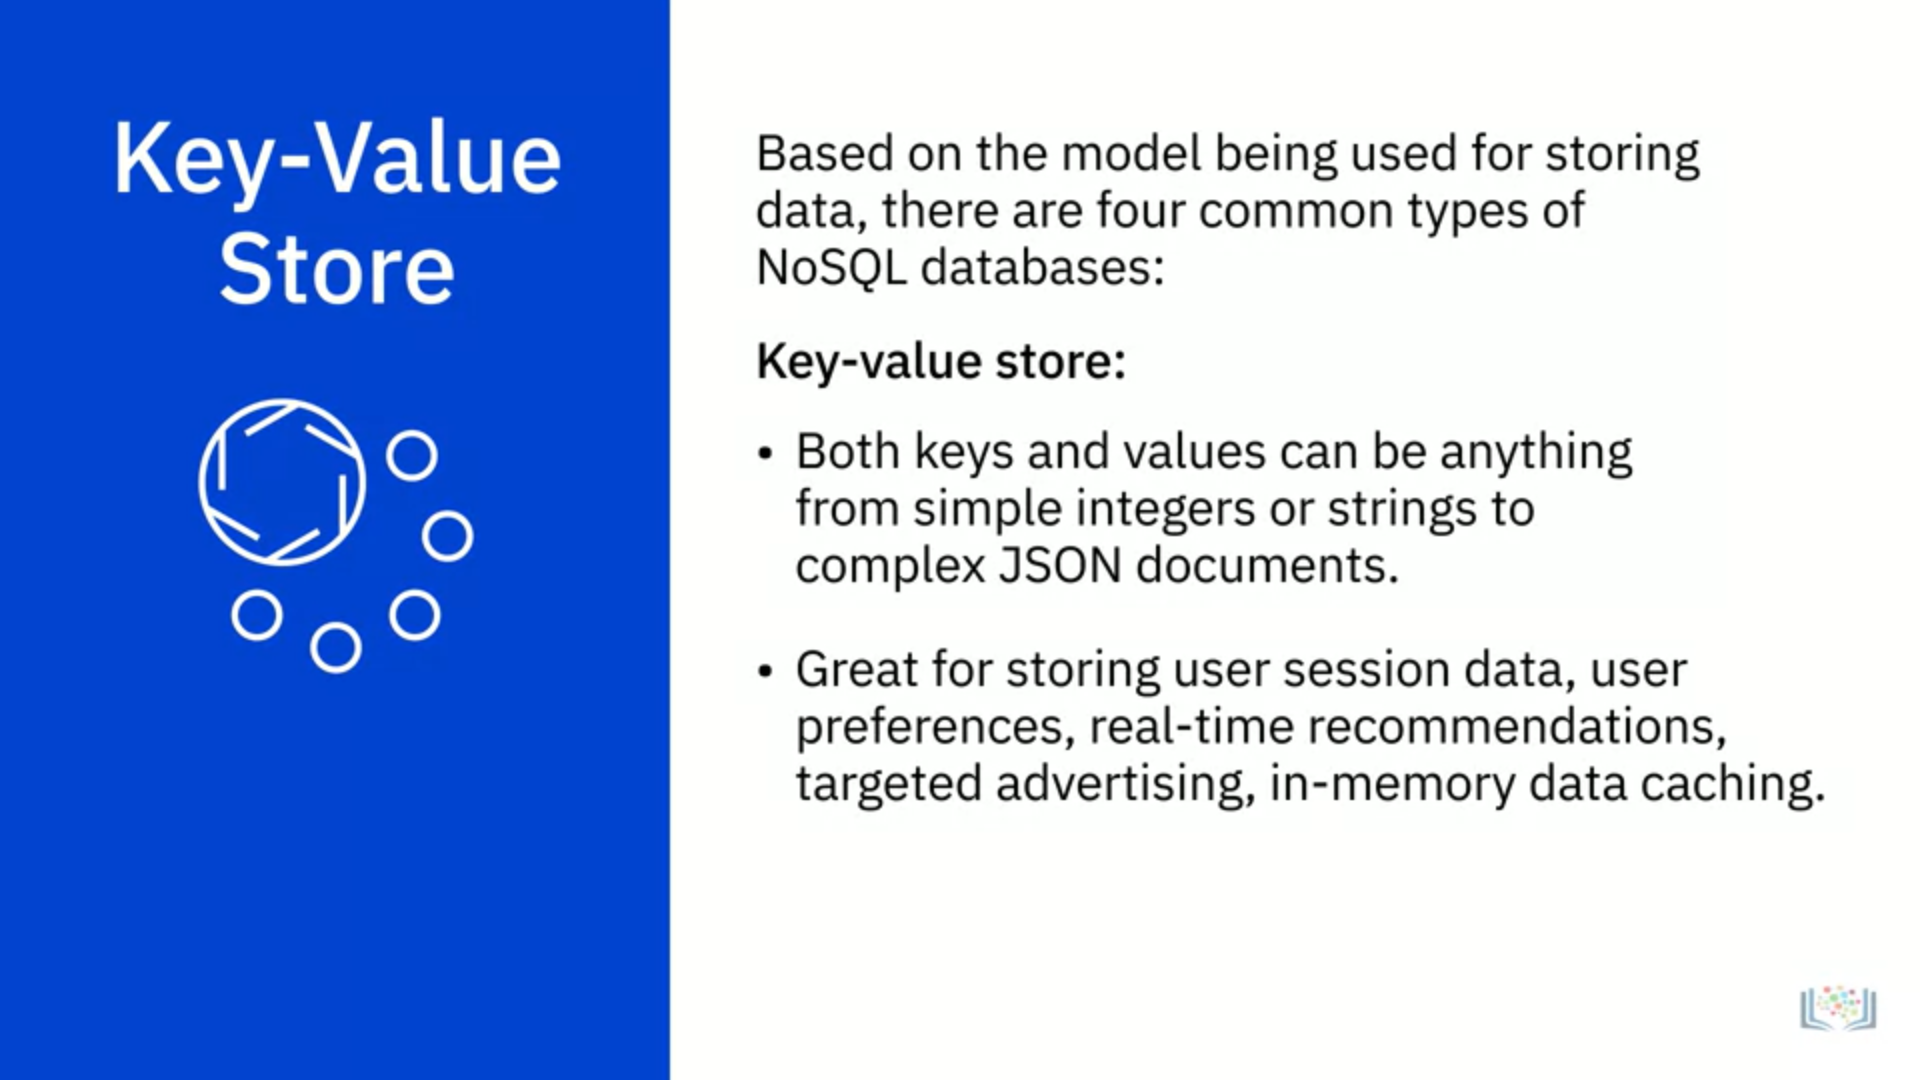 Key-Value
Store
Based on the model being used for storing
data, there are four common types of
NoSQL databases:
Key-value store:
• Both keys and values can be anything
from simple integers or strings to
complex JSON documents.
• Great for storing user session data, user
preferences, real-time recommendations,
targeted advertising, in-memory data caching.